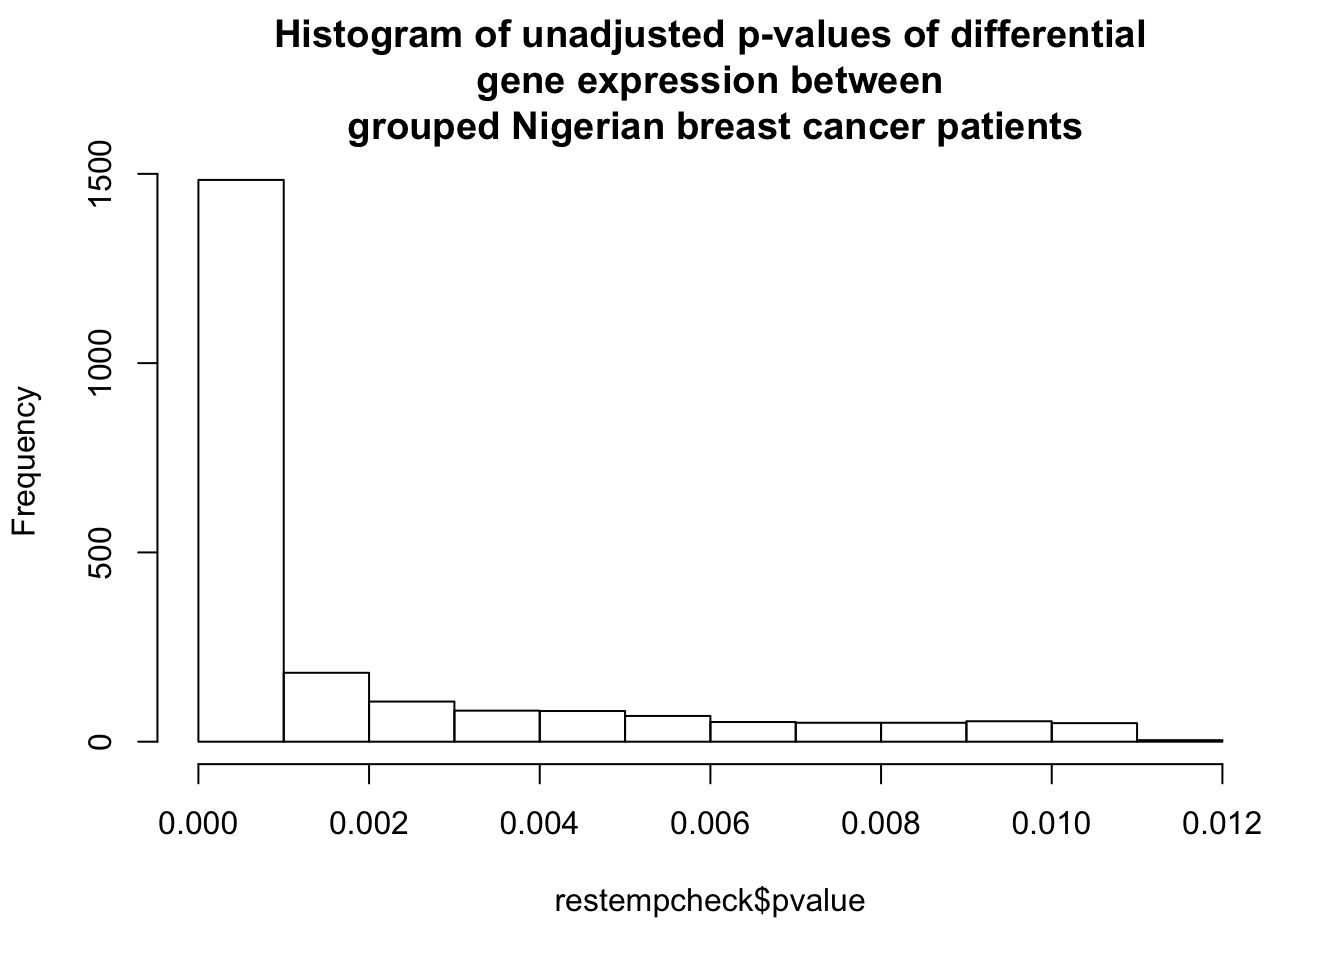 Histogram of unadjusted p-values of differential
gene expression between
grouped Nigerian breast cancer patients
1500
1000
500
0
Frequency
0.000 0.002 0.004 0.006 0.008 0.010 0.012
restempcheck$pvalue